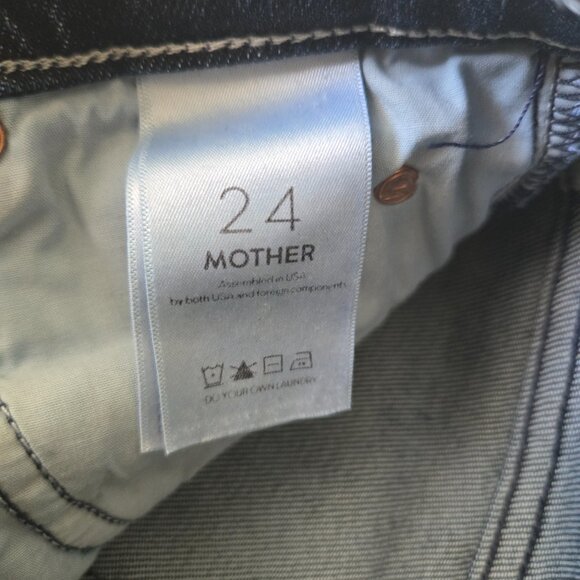 24
MOTHER
Assembled in USA
by both USA and foreign components
DO YOUR OWN LAUNDRY